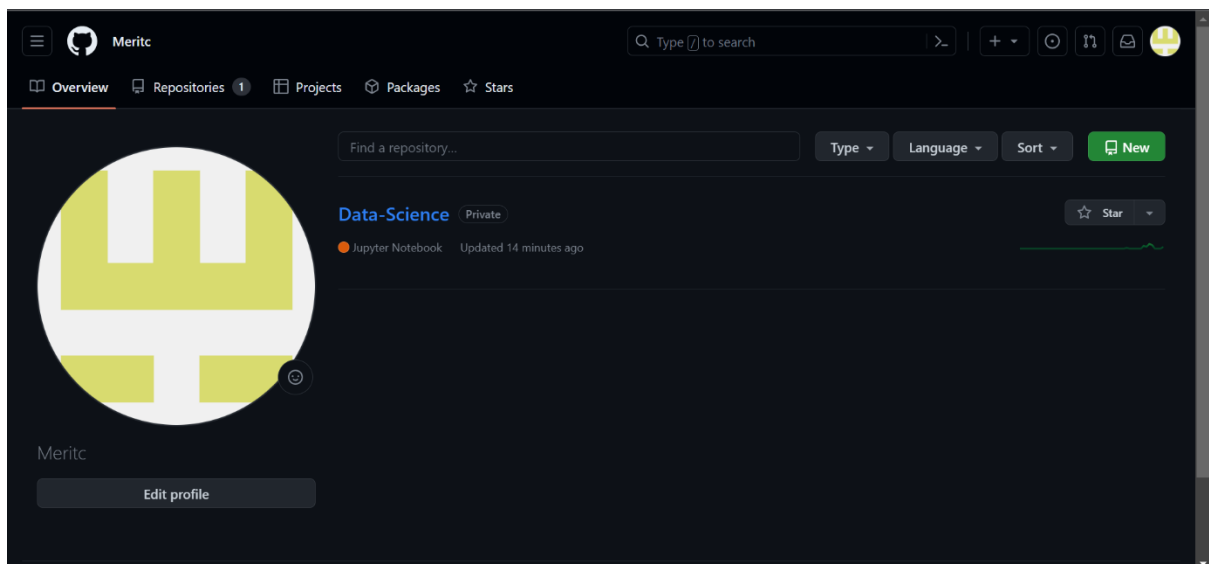 Meritc
Type / to search
Overview Repositories 1 Projects Packages Stars
Find a repository...
Type Language Sort New
Data-Science Private
Star
Jupyter Notebook Updated 14 minutes ago
Meritc
Edit profile